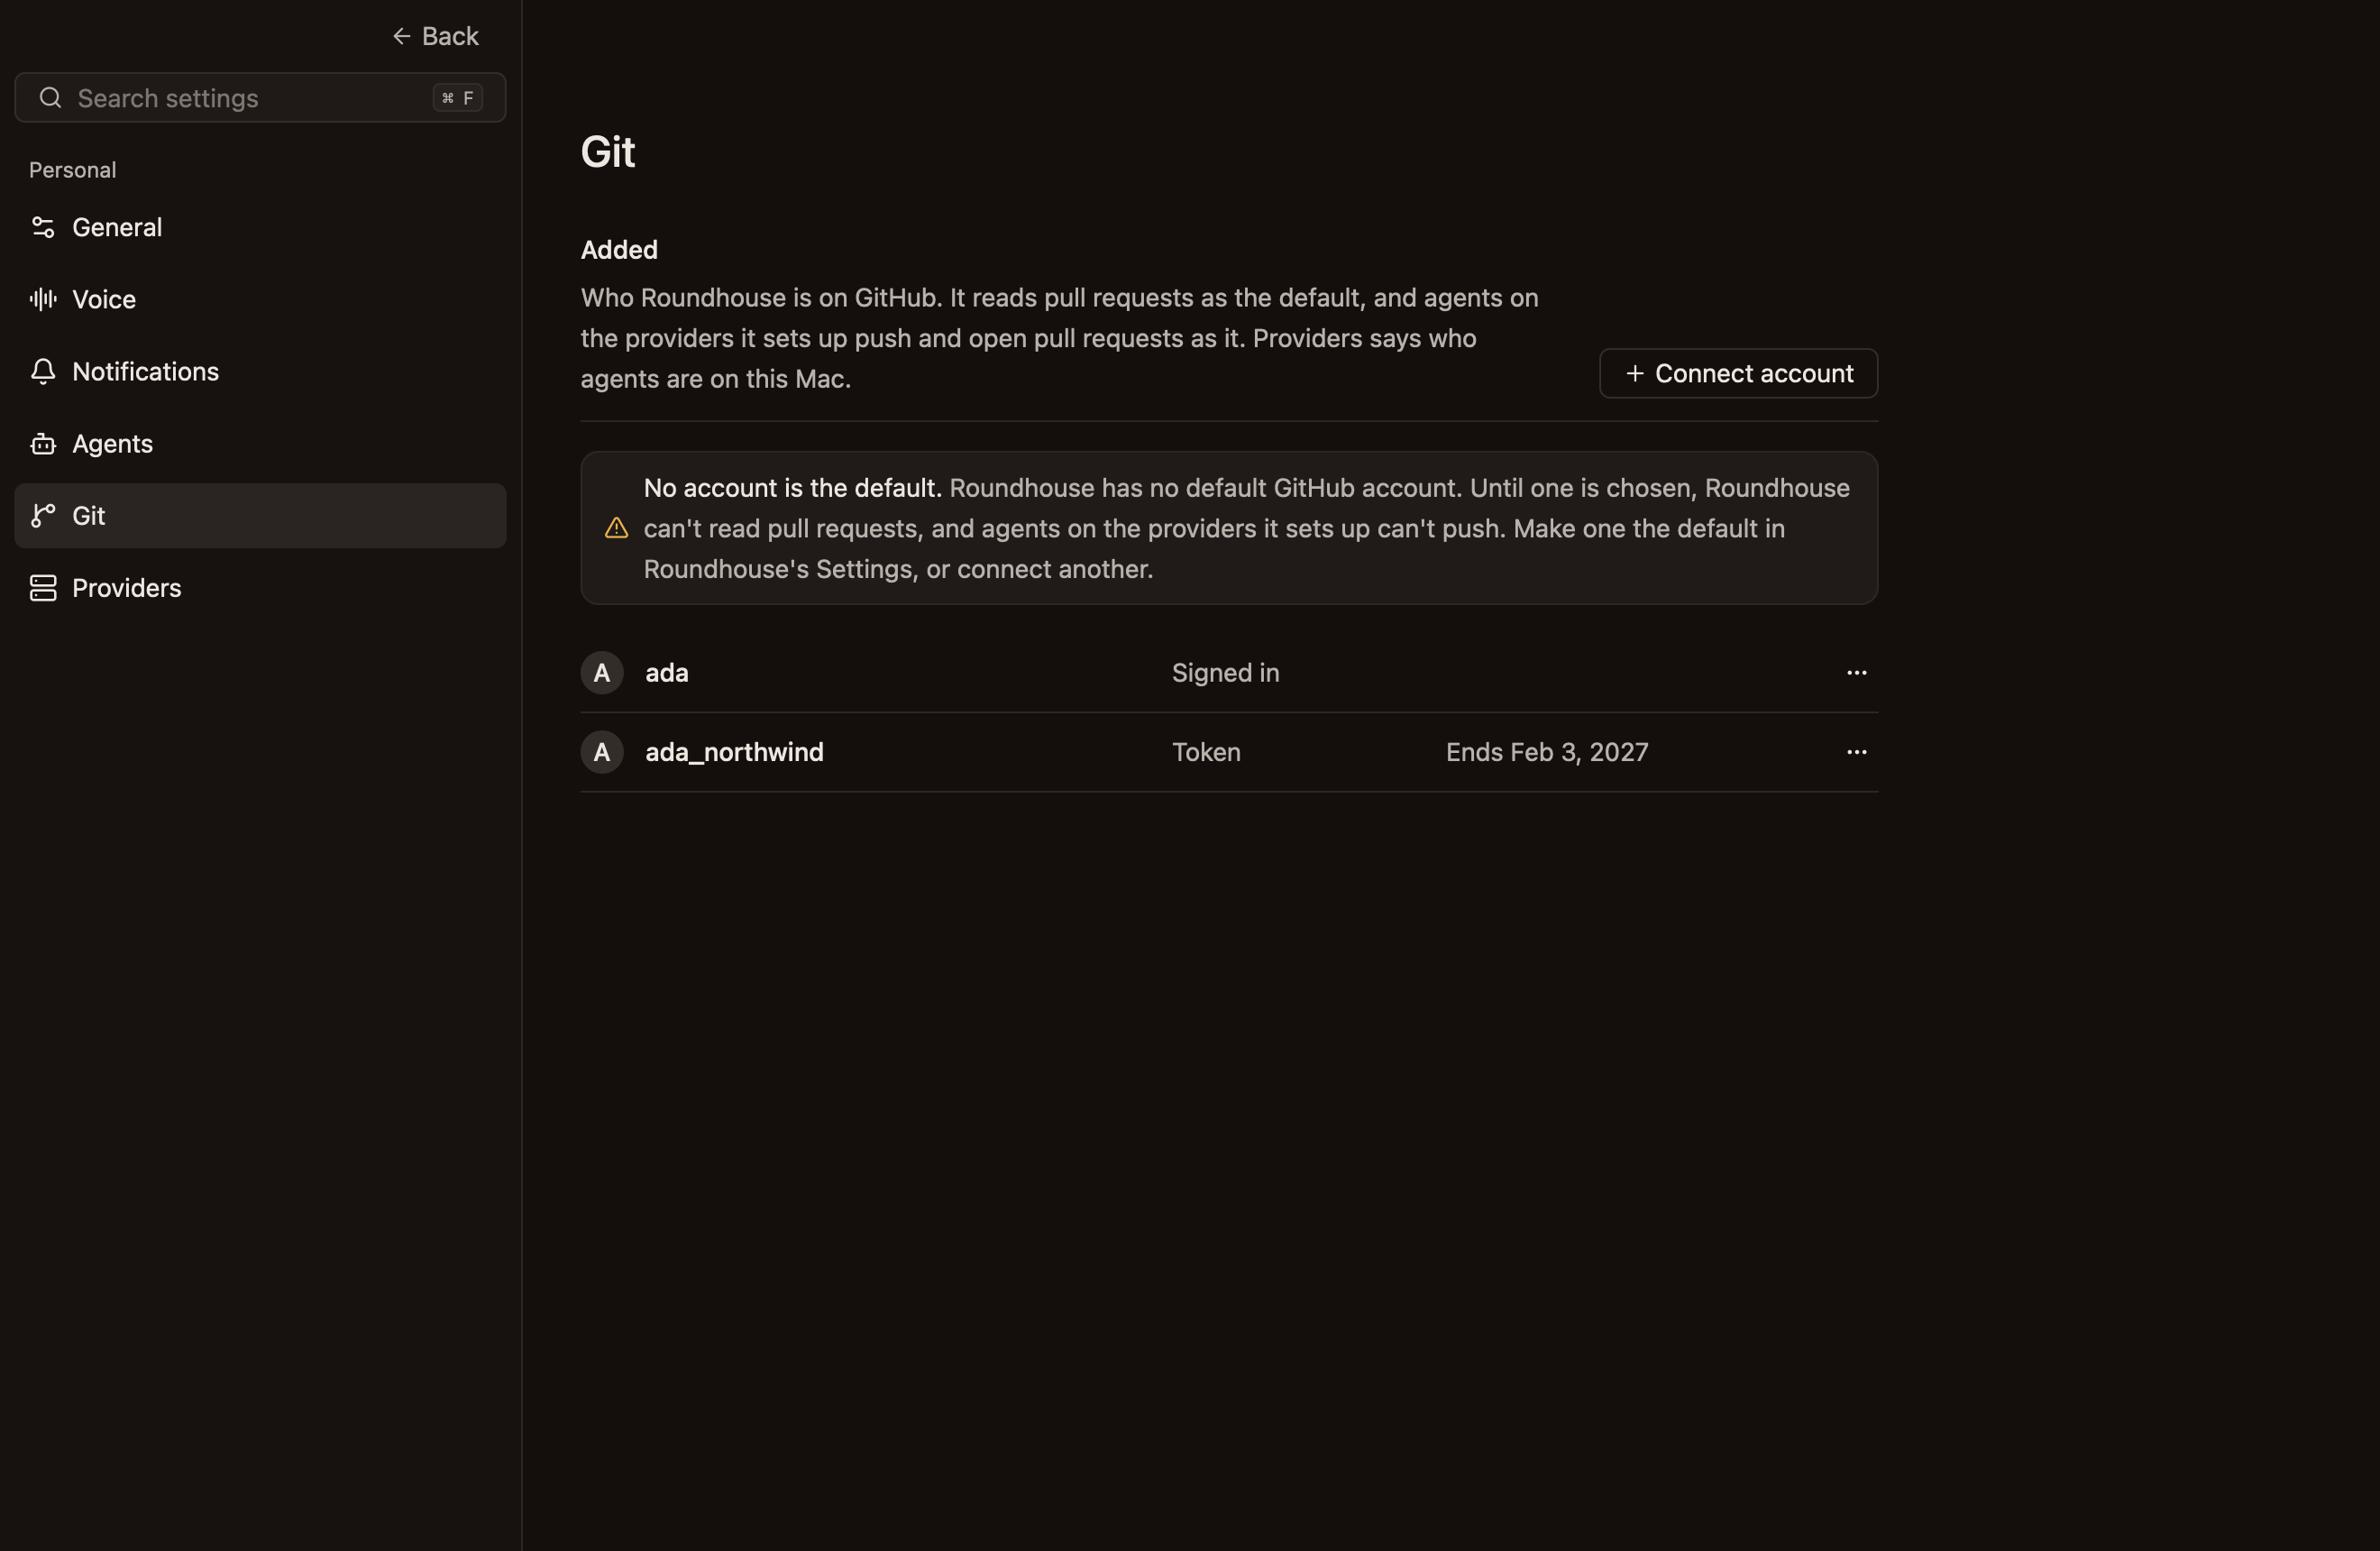 Back
Search settings
⌘ F
Personal
General
Voice
Notifications
Agents
Git
Providers
Git
Added
Who Roundhouse is on GitHub. It reads pull requests as the default, and agents on
the providers it sets up push and open pull requests as it. Providers says who
agents are on this Mac.
+ Connect account
No account is the default. Roundhouse has no default GitHub account. Until one is chosen, Roundhouse
can't read pull requests, and agents on the providers it sets up can't push. Make one the default in
Roundhouse's Settings, or connect another.
A ada Signed in ···
A ada_northwind Token Ends Feb 3, 2027 ···